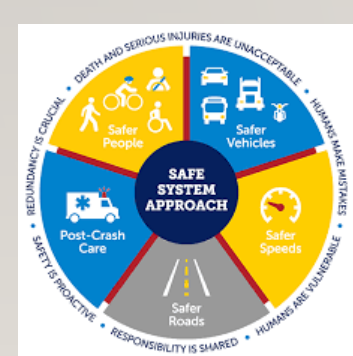 DEATH AND SERIOUS INJURIES ARE UNACCEPTABLE
HUMANS MAKE MISTAKES
HUMANS ARE VULNERABLE
RESPONSIBILITY IS SHARED
SAFETY IS PROACTIVE
REDUNDANCY IS CRUCIAL
Safer
People
Safer
Vehicles
SAFE
SYSTEM
APPROACH
Post-Crash
Care
Safer
Speeds
Safer
Roads